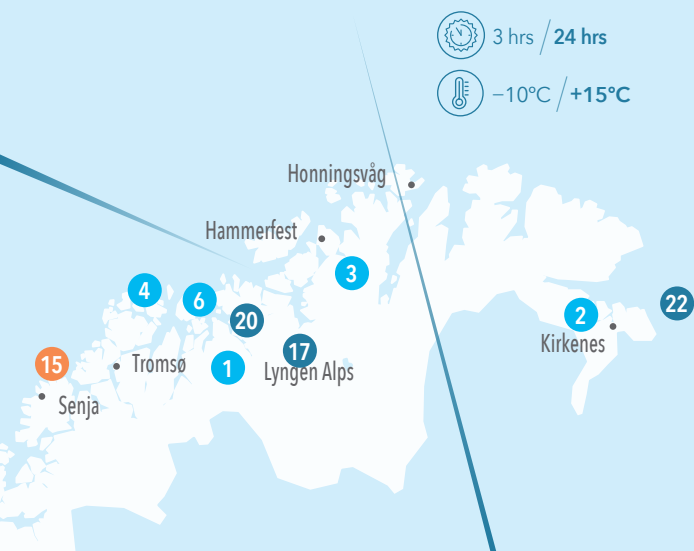 3 hrs / 24 hrs
−10°C / +15°C
Honningsvåg
Hammerfest
3
4
6
2
22
20
Kirkenes
17
15
Tromsø
1
Lyngen Alps
Senja